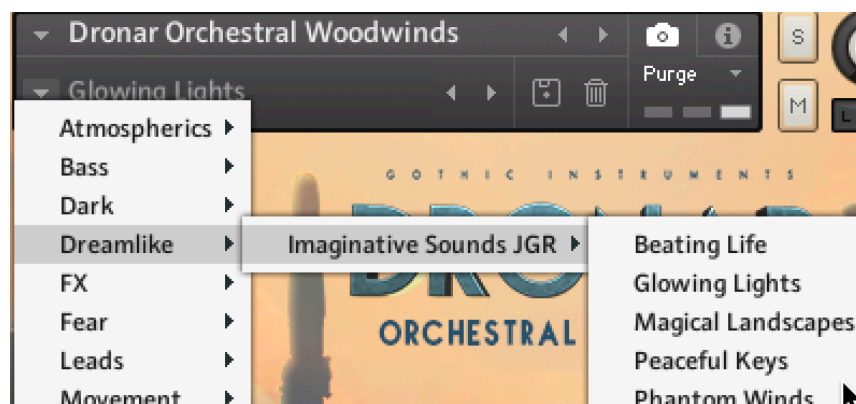 Dronar Orchestral Woodwinds
S
Glowing Lights
Purge
M
L
Atmospherics
Bass
Dark
Dreamlike
FX
Fear
Leads
Movement
GOTHIC INSTRUMENTS
ORCHESTRAL
Imaginative Sounds JGR
Beating Life
Glowing Lights
Magical Landscapes
Peaceful Keys
Phantom Winds